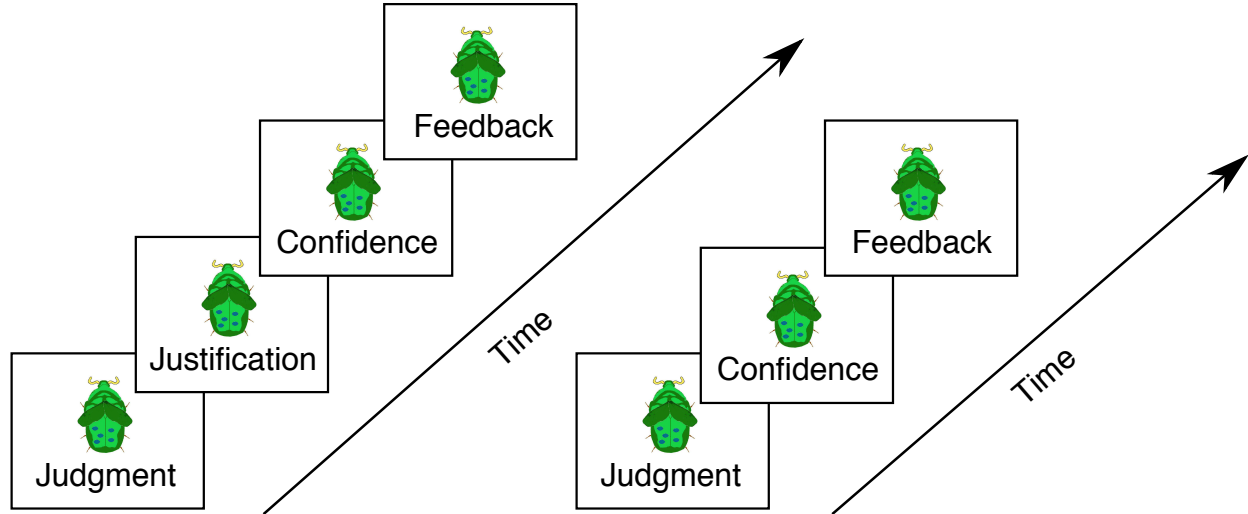 Judgment
Justification
Confidence
Feedback
Time
Judgment
Confidence
Feedback
Time